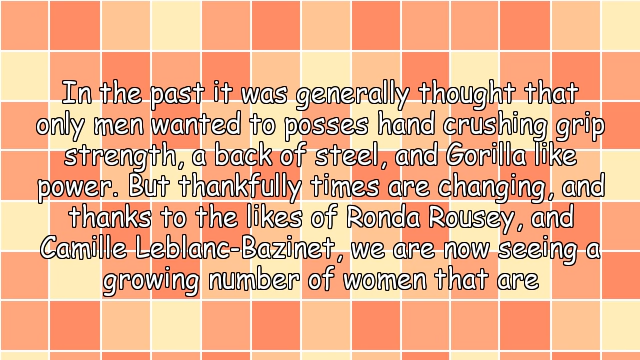 In the past it was generally thought that
only men wanted to posses hand crushing grip
strength, a back of steel, and Gorilla like
power. But thankfully times are changing, and
thanks to the likes of Ronda Rousey, and
Camille Leblanc-Bazinet, we are now seeing a
growing number of women that are